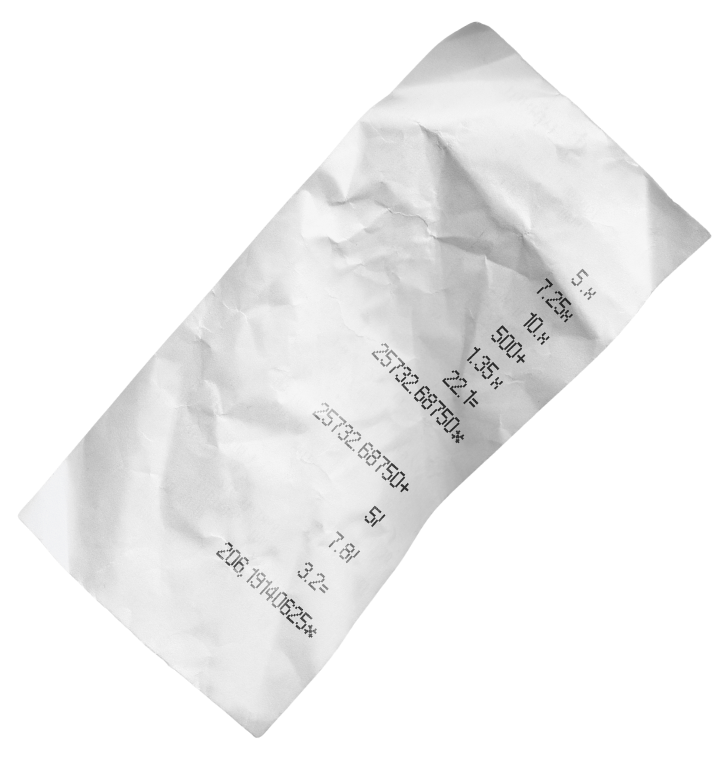 5.x
7.25x
10.x
500+
1.35x
22.1=
25732.68750*
25732.68750+
5/
7.8/
3.2=
206.19140625*